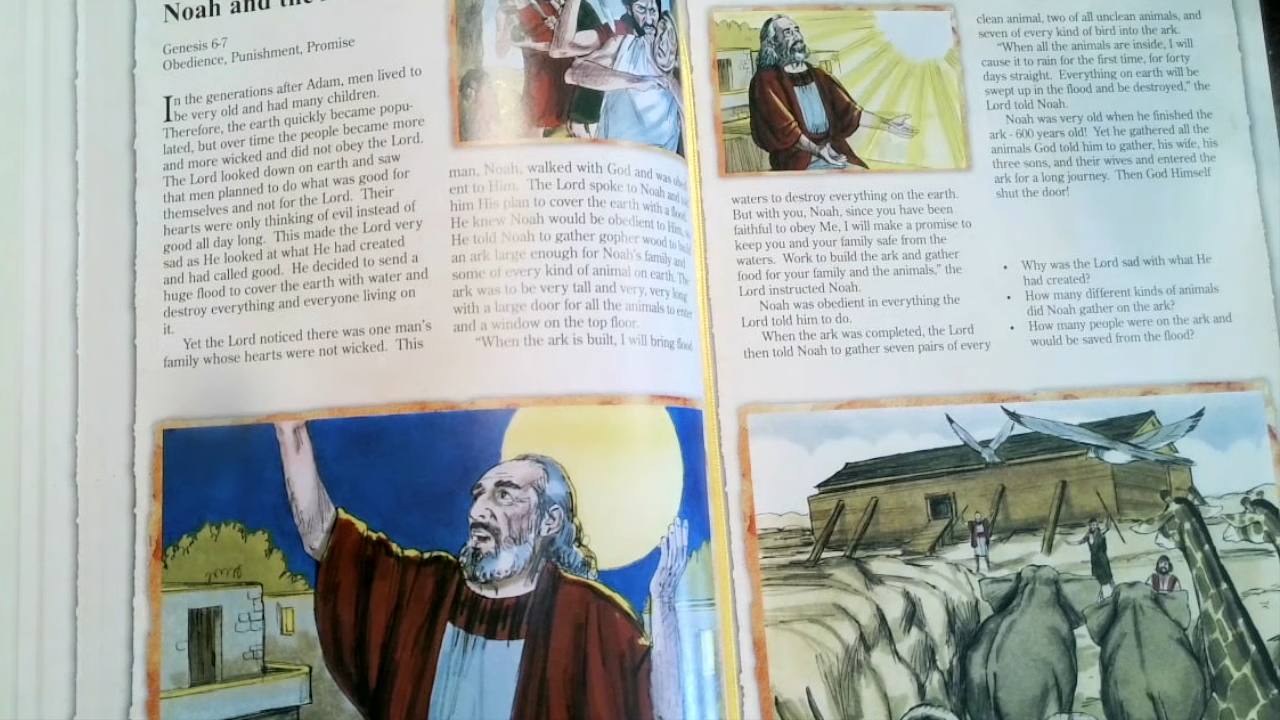 Noah and the
Genesis 6-7
Obedience, Punishment, Promise
In the generations after Adam, men lived to
be very old and had many children.
Therefore, the earth quickly became popu-
lated, but over time the people became more
and more wicked and did not obey the Lord.
The Lord looked down on earth and saw
that men planned to do what was good for
themselves and not for the Lord. Their
hearts were only thinking of evil instead of
good all day long. This made the Lord very
sad as He looked at what He had created
and had called good. He decided to send a
huge flood to cover the earth with water and
destroy everything and everyone living on
it.
Yet the Lord noticed there was one man's
family whose hearts were not wicked. This
man, Noah, walked with God and was
ent to Him. The Lord spoke to Noah and
him His plan to cover the earth with a flood.
He knew Noah would be obedient to Him,
He told Noah to gather gopher wood to build
an ark large enough for Noah's family and
some of every kind of animal on earth. The
ark was to be very tall and very, very long
with a large door for all the animals to enter
and a window on the top floor.
"When the ark is built, I will bring flood
waters to destroy everything on the earth.
But with you, Noah, since you have been
faithful to obey Me, I will make a promise to
keep you and your family safe from the
waters. Work to build the ark and gather
food for your family and the animals," the
Lord instructed Noah.
Noah was obedient in everything the
Lord told him to do.
When the ark was completed, the Lord
then told Noah to gather seven pairs of every
clean animal, two of all unclean animals, and
seven of every kind of bird into the ark.
"When all the animals are inside, I will
cause it to rain for the first time, for forty
days straight. Everything on earth will be
swept up in the flood and be destroyed," the
Lord told Noah.
Noah was very old when he finished the
ark - 600 years old! Yet he gathered all the
animals God told him to gather, his wife, his
three sons, and their wives and entered the
ark for a long journey. Then God Himself
shut the door!
• Why was the Lord sad with what He
had created?
• How many different kinds of animals
did Noah gather on the ark?
• How many people were on the ark and
would be saved from the flood?